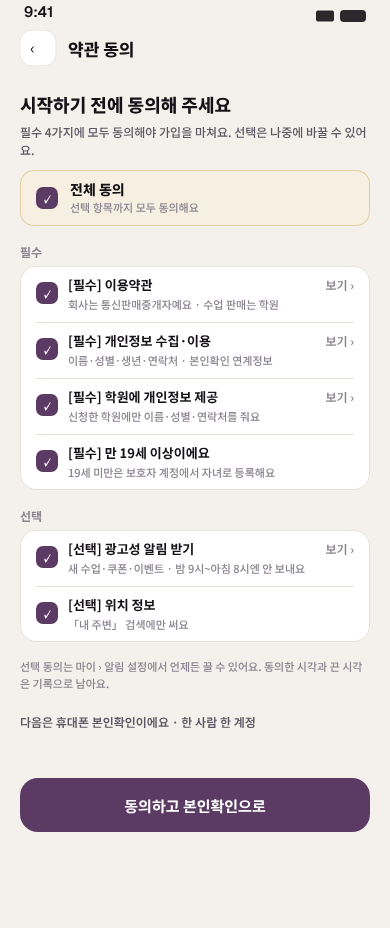 9:41
‹ 약관 동의
시작하기 전에 동의해 주세요
필수 4가지에 모두 동의해야 가입을 마쳐요. 선택은 나중에 바꿀 수 있어
요.
✓ 전체 동의
선택 항목까지 모두 동의해요
필수
✓ [필수] 이용약관 보기 ›
회사는 통신판매중개자예요 · 수업 판매는 학원
✓ [필수] 개인정보 수집·이용 보기 ›
이름·성별·생년·연락처 · 본인확인 연계정보
✓ [필수] 학원에 개인정보 제공 보기 ›
신청한 학원에만 이름·성별·연락처를 줘요
✓ [필수] 만 19세 이상이에요
19세 미만은 보호자 계정에서 자녀로 등록해요
선택
✓ [선택] 광고성 알림 받기 보기 ›
새 수업·쿠폰·이벤트 · 밤 9시~아침 8시엔 안 보내요
✓ [선택] 위치 정보
「내 주변」 검색에만 써요
선택 동의는 마이 › 알림 설정에서 언제든 끌 수 있어요. 동의한 시각과 끈 시각
은 기록으로 남아요.
다음은 휴대폰 본인확인이에요 · 한 사람 한 계정
동의하고 본인확인으로